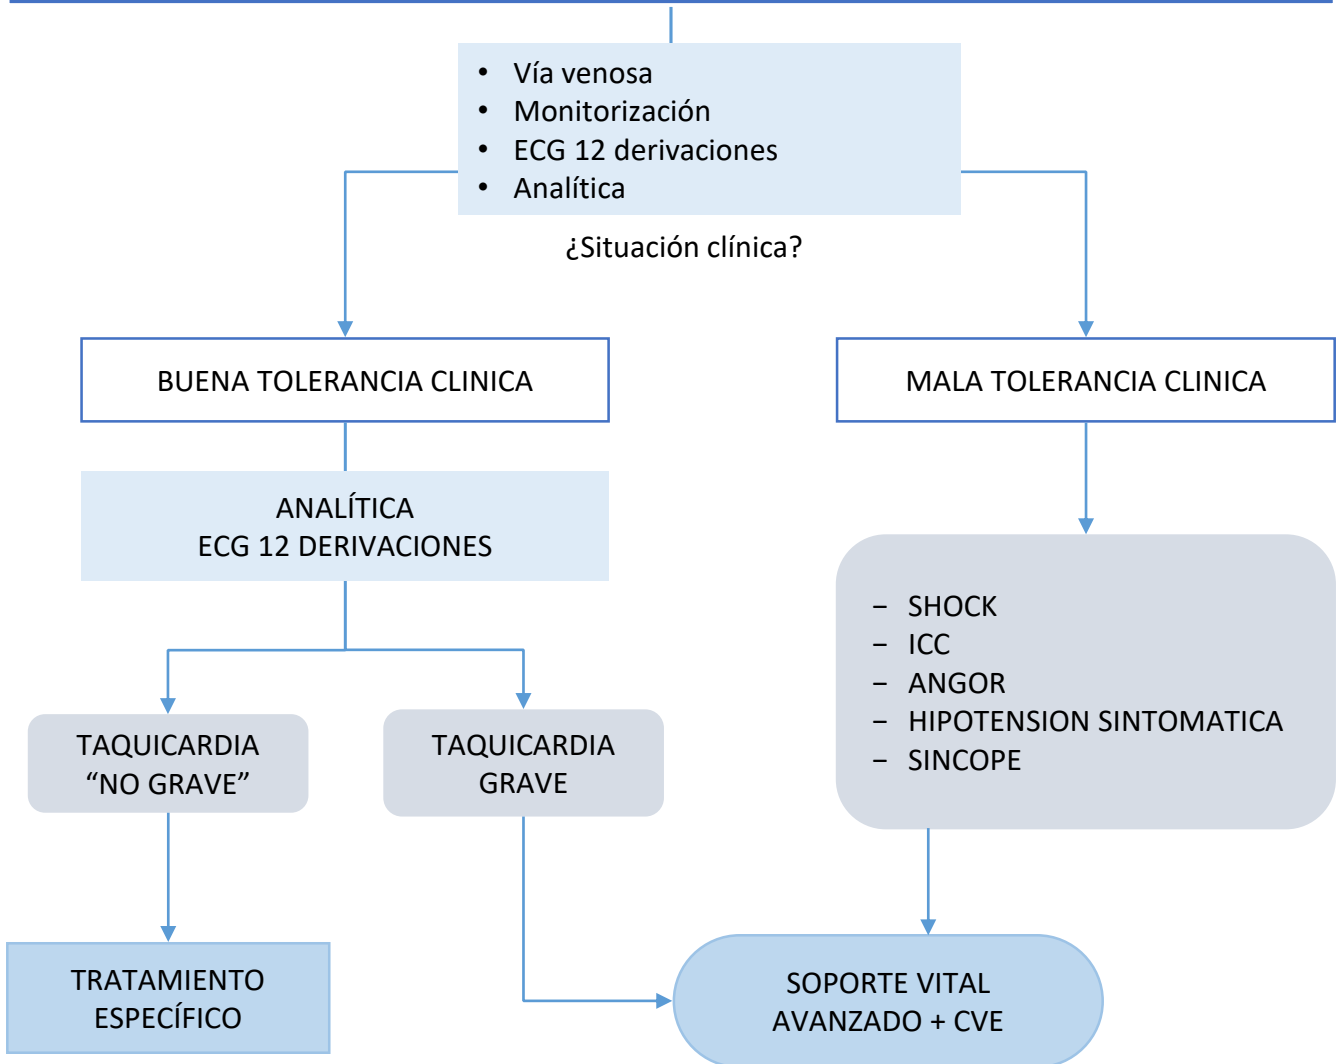 • Vía venosa
• Monitorización
• ECG 12 derivaciones
• Analítica
¿Situación clínica?
BUENA TOLERANCIA CLINICA
MALA TOLERANCIA CLINICA
ANALÍTICA
ECG 12 DERIVACIONES
– SHOCK
– ICC
– ANGOR
– HIPOTENSION SINTOMATICA
– SINCOPE
TAQUICARDIA
“NO GRAVE”
TAQUICARDIA
GRAVE
TRATAMIENTO
ESPECÍFICO
SOPORTE VITAL
AVANZADO + CVE